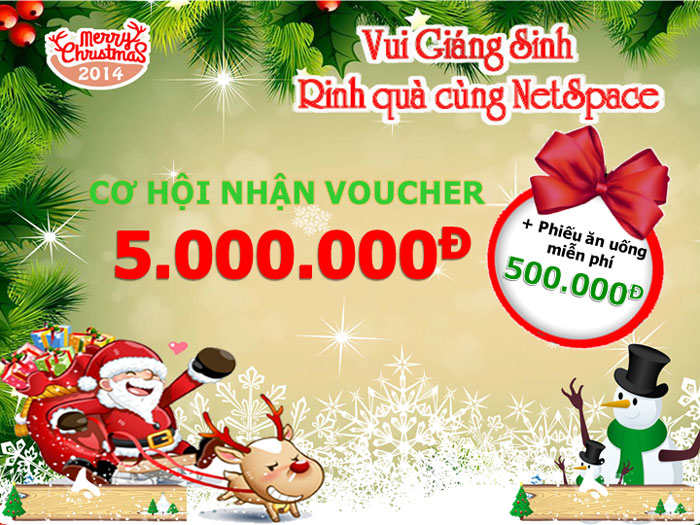 Merry
Christmas
2014
Vui Giáng Sinh
Rinh quà cùng NetSpace
CƠ HỘI NHẬN VOUCHER
5.000.000Đ
+ Phiếu ăn uống
miễn phí
500.000Đ